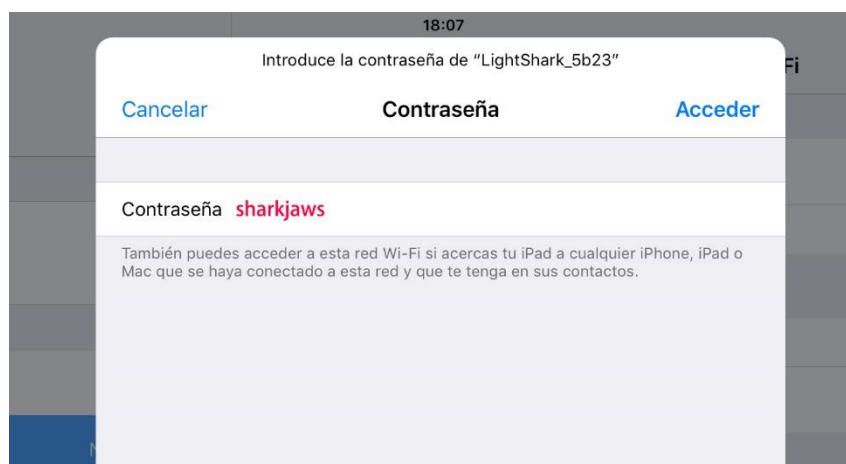 18:07
Introduce la contraseña de “LightShark_5b23”
Fi
Cancelar
Contraseña
Acceder
Contraseña sharkjaws
También puedes acceder a esta red Wi-Fi si acercas tu iPad a cualquier iPhone, iPad o
Mac que se haya conectado a esta red y que te tenga en sus contactos.